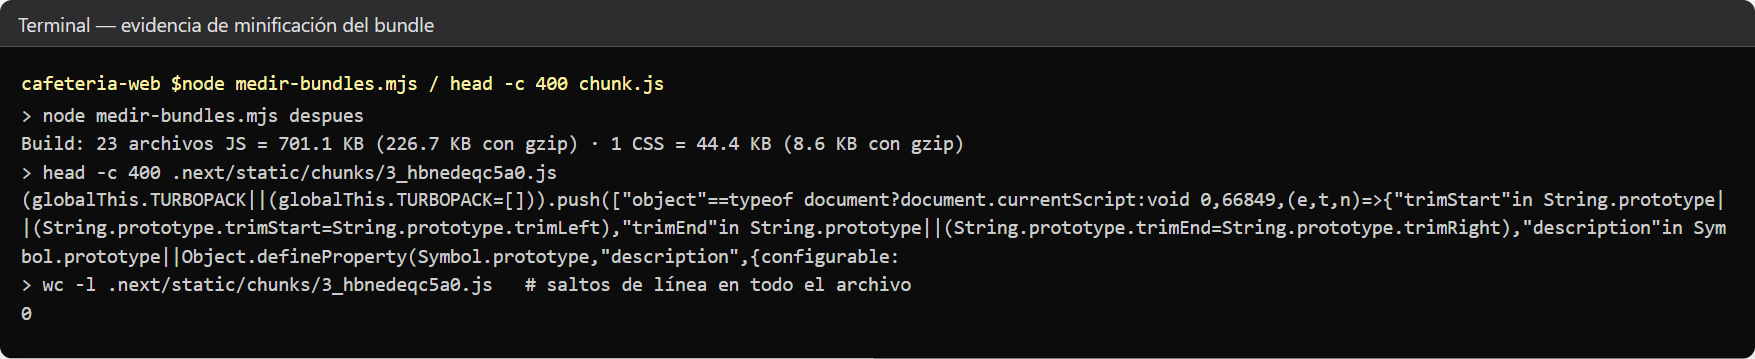 Terminal — evidencia de minificación del bundle
cafeteria-web $node medir-bundles.mjs / head -c 400 chunk.js
> node medir-bundles.mjs despues
Build: 23 archivos JS = 701.1 KB (226.7 KB con gzip) · 1 CSS = 44.4 KB (8.6 KB con gzip)
> head -c 400 .next/static/chunks/3_hbnedeqc5a0.js
(globalThis.TURBOPACK||(globalThis.TURBOPACK=[])).push(["object"==typeof document?document.currentScript:void 0,66849,(e,t,n)=>{"trimStart"in String.prototype|
|(String.prototype.trimStart=String.prototype.trimLeft),"trimEnd"in String.prototype||(String.prototype.trimEnd=String.prototype.trimRight),"description"in Sym
bol.prototype||Object.defineProperty(Symbol.prototype,"description",{configurable:
> wc -l .next/static/chunks/3_hbnedeqc5a0.js   # saltos de línea en todo el archivo
0